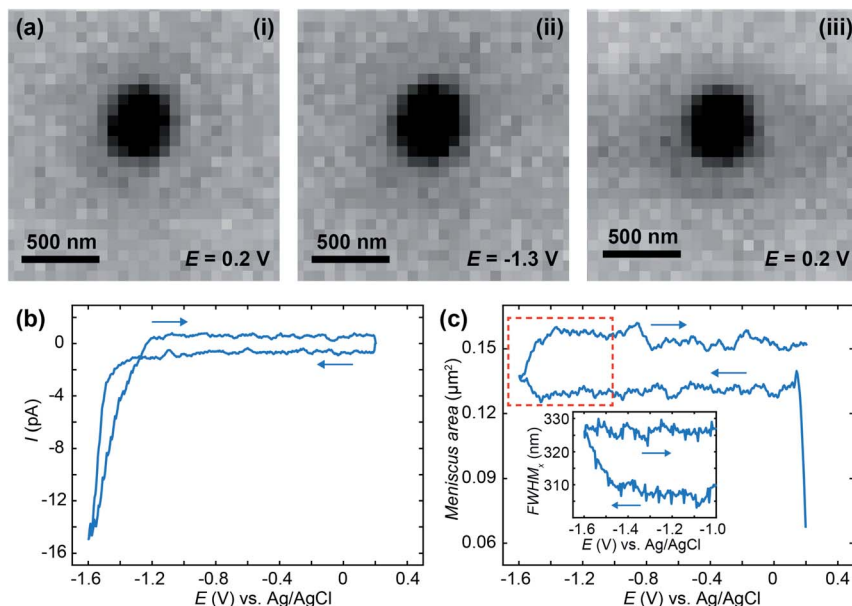 (a)
(i)
500 nm
E = 0.2 V
(ii)
500 nm
E = -1.3 V
(iii)
500 nm
E = 0.2 V
(b)
0
-4
-8
-12
-16
I (pA)
-1.6 -1.2 -0.8 -0.4 0 0.4
E (V) vs. Ag/AgCl
(c)
0.15
0.12
0.09
0.06
Meniscus area (µm²)
330
320
310
FWHMx (nm)
-1.6 -1.4 -1.2 -1.0
E (V) vs. Ag/AgCl
-1.6 -1.2 -0.8 -0.4 0 0.4
E (V) vs. Ag/AgCl